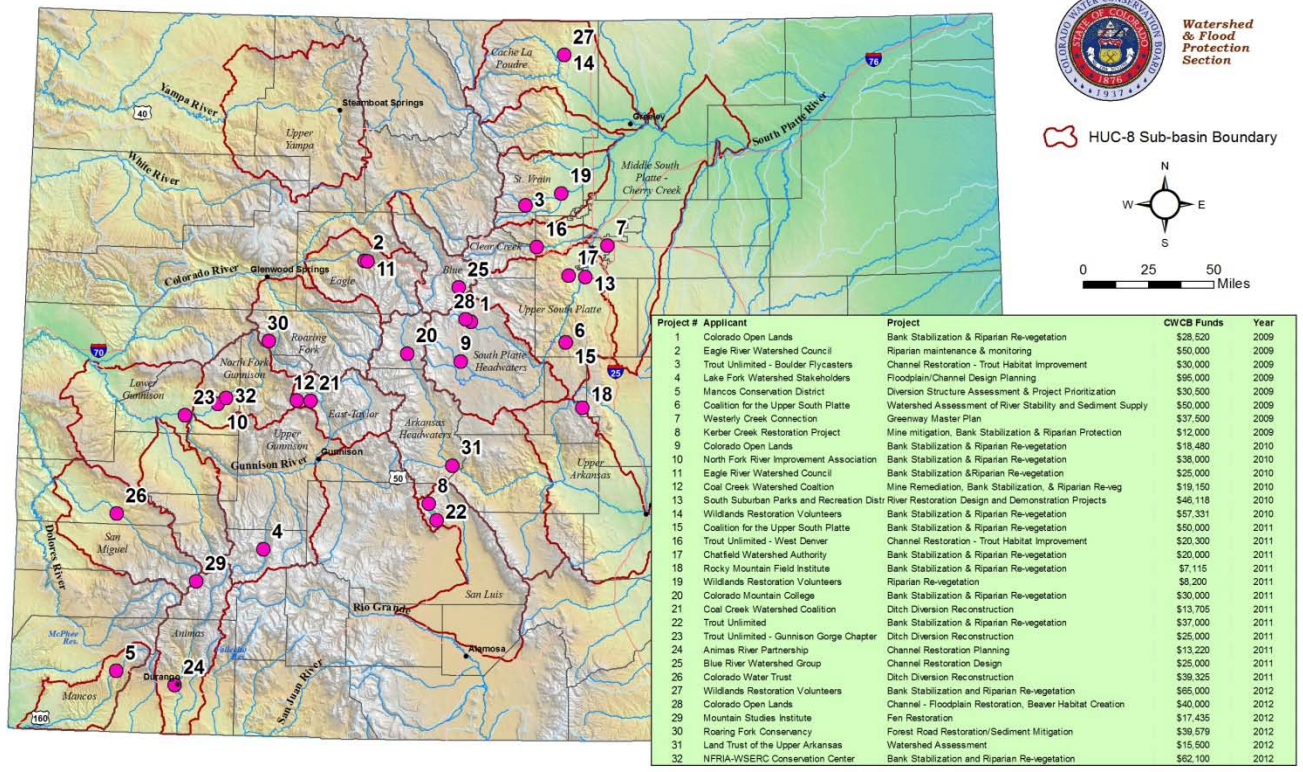 COLORADO WATER CONSERVATION BOARD
STATE OF COLORADO
1876
1937
Watershed
& Flood
Protection
Section
HUC-8 Sub-basin Boundary
N
W
E
S
0 25 50
Miles
27
Cache La
Poudre
14
76
Yampa River
Steamboat Springs
40
Greeley
South Platte River
Upper
Yampa
White River
Middle South
Platte -
Cherry Creek
St. Vrain
19
3
16
7
Clear Creek
2
Colorado River
Glenwood Springs
11
Eagle
Blue
25
17
13
28
1
Upper South Platte
30
Roaring
Fork
20
9
6
70
North Fork
Gunnison
South Platte
Headwaters
15
25
Lower
Gunnison
12
21
18
23
32
East-Taylor
10
Arkansas
Headwaters
Upper
Gunnison
31
Upper
Arkansas
Gunnison River
Gunnison
50
8
26
22
San
Miguel
4
Dolores River
29
San Luis
Rio Grande
McPhee
Res.
Animas
Alamosa
5
24
Durango
Mancos
San Juan River
160
Project # Applicant Project CWCB Funds Year
1 Colorado Open Lands Bank Stabilization & Riparian Re-vegetation $28,520 2009
2 Eagle River Watershed Council Riparian maintenance & monitoring $50,000 2009
3 Trout Unlimited - Boulder Flycasters Channel Restoration - Trout Habitat Improvement $30,000 2009
4 Lake Fork Watershed Stakeholders Floodplain/Channel Design Planning $95,000 2009
5 Mancos Conservation District Diversion Structure Assessment & Project Prioritization $30,500 2009
6 Coalition for the Upper South Platte Watershed Assessment of River Stability and Sediment Supply $50,000 2009
7 Westerly Creek Connection Greenway Master Plan $37,500 2009
8 Kerber Creek Restoration Project Mine mitigation, Bank Stabilization & Riparian Protection $12,000 2009
9 Colorado Open Lands Bank Stabilization & Riparian Re-vegetation $18,480 2010
10 North Fork River Improvement Association Bank Stabilization & Riparian Re-vegetation $38,000 2010
11 Eagle River Watershed Council Bank Stabilization &Riparian Re-vegetation $25,000 2010
12 Coal Creek Watershed Coaltion Mine Remediation, Bank Stabilization, & Riparian Re-veg $19,150 2010
13 South Suburban Parks and Recreation Distr River Restoration Design and Demonstration Projects $46,118 2010
14 Wildlands Restoration Volunteers Bank Stabilization & Riparian Re-vegetation $57,331 2010
15 Coalition for the Upper South Platte Bank Stabilization & Riparian Re-vegetation $50,000 2011
16 Trout Unlimited - West Denver Channel Restoration - Trout Habitat Improvement $20,300 2011
17 Chatfield Watershed Authority Bank Stabilization & Riparian Re-vegetation $20,000 2011
18 Rocky Mountain Field Institute Bank Stabilization & Riparian Re-vegetation $7,115 2011
19 Wildlands Restoration Volunteers Riparian Re-vegetation $8,200 2011
20 Colorado Mountain College Bank Stabilization & Riparian Re-vegetation $30,000 2011
21 Coal Creek Watershed Coalition Ditch Diversion Reconstruction $13,705 2011
22 Trout Unlimited Bank Stabilization & Riparian Re-vegetation $37,000 2011
23 Trout Unlimited - Gunnison Gorge Chapter Ditch Diversion Reconstruction $25,000 2011
24 Animas River Partnership Channel Restoration Planning $13,220 2011
25 Blue River Watershed Group Channel Restoration Design $25,000 2011
26 Colorado Water Trust Ditch Diversion Reconstruction $39,325 2011
27 Wildlands Restoration Volunteers Bank Stabilization and Riparian Re-vegetation $65,000 2012
28 Colorado Open Lands Channel - Floodplain Restoration, Beaver Habitat Creation $40,000 2012
29 Mountain Studies Institute Fen Restoration $17,435 2012
30 Roaring Fork Conservancy Forest Road Restoration/Sediment Mitigation $39,579 2012
31 Land Trust of the Upper Arkansas Watershed Assessment $15,500 2012
32 NFRIA-WSERC Conservation Center Bank Stabilization and Riparian Re-vegetation $62,100 2012